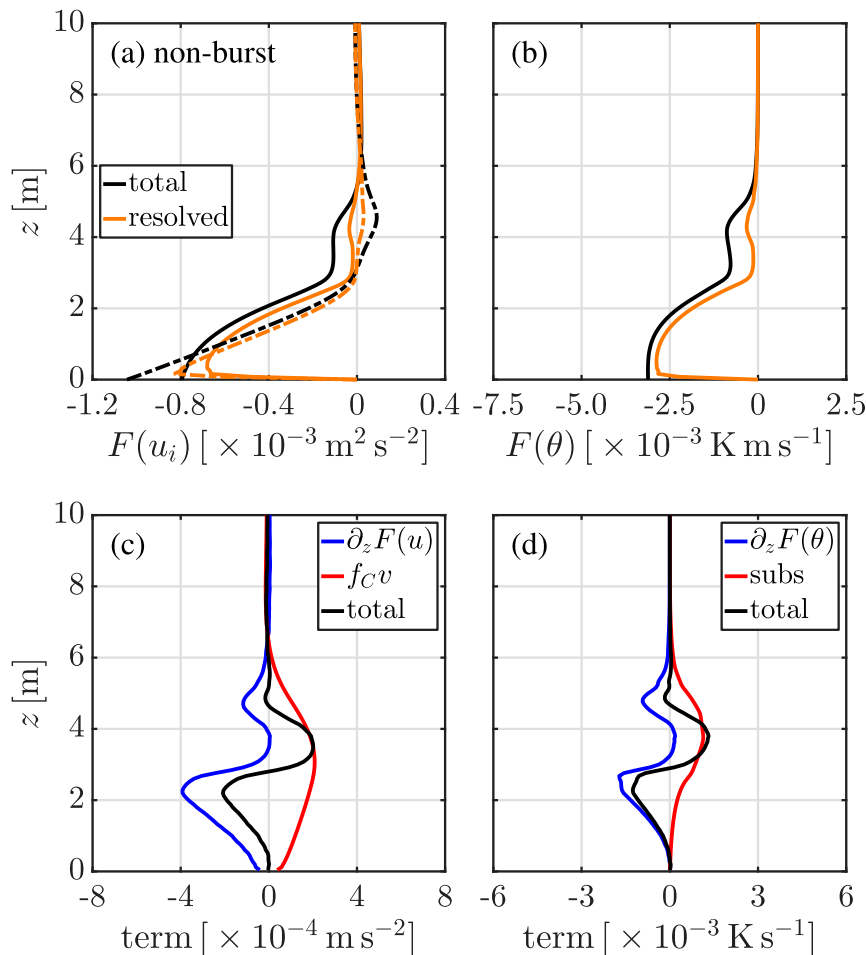 (a) non-burst
(b)
10
8
6
4
2
0
z [m]
total
resolved
-1.2 -0.8 -0.4 0 0.4
-7.5 -5.0 -2.5 0 2.5
F(u_i) [ × 10^{-3} m^2 s^{-2}]
F(θ) [ × 10^{-3} K m s^{-1}]
(c)
(d)
10
8
6
4
2
0
z [m]
∂_z F(u)
f_C v
total
∂_z F(θ)
subs
total
-8 -4 0 4 8
-6 -3 0 3 6
term [ × 10^{-4} m s^{-2}]
term [ × 10^{-3} K s^{-1}]